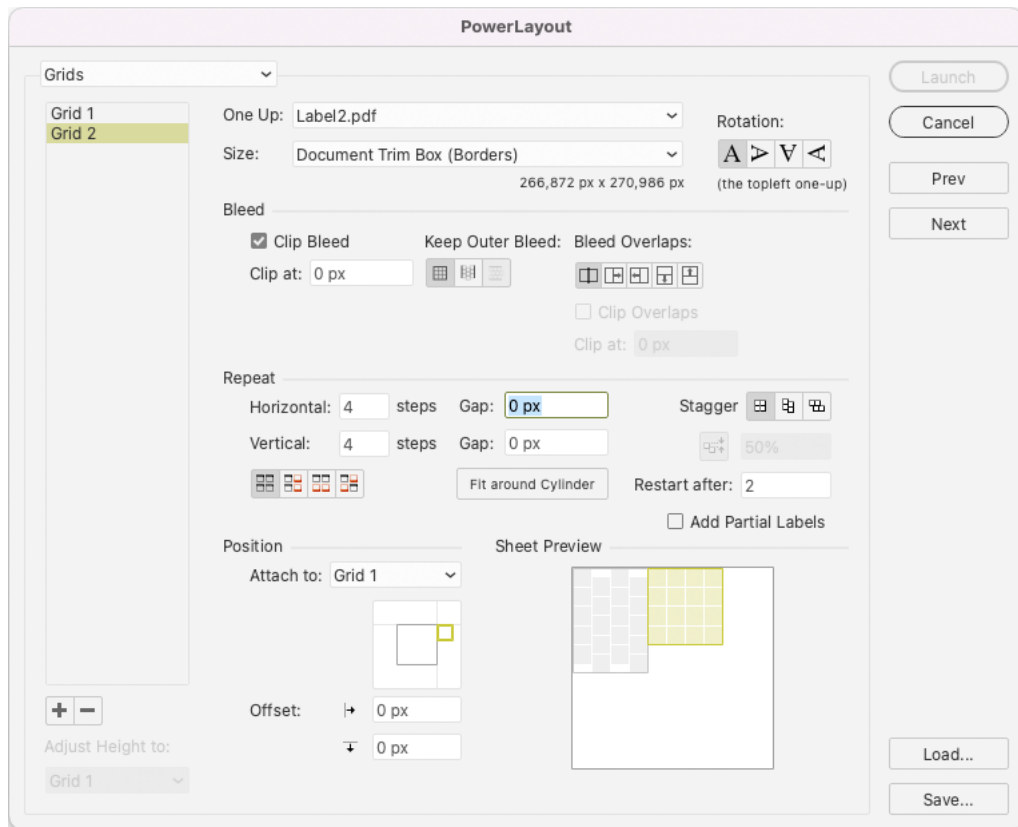 PowerLayout
Grids
Launch
Grid 1
Grid 2
One Up: Label2.pdf
Rotation:
Cancel
Size: Document Trim Box (Borders)
A A A A
266,872 px x 270,986 px
(the topleft one-up)
Prev
Bleed
Next
Clip Bleed
Keep Outer Bleed:
Bleed Overlaps:
Clip at: 0 px
Clip Overlaps
Clip at: 0 px
Repeat
Horizontal: 4 steps Gap: 0 px
Stagger
Vertical: 4 steps Gap: 0 px
50%
Fit around Cylinder
Restart after: 2
Add Partial Labels
Position
Sheet Preview
Attach to: Grid 1
Offset: 0 px
0 px
Adjust Height to:
Grid 1
Load...
Save...